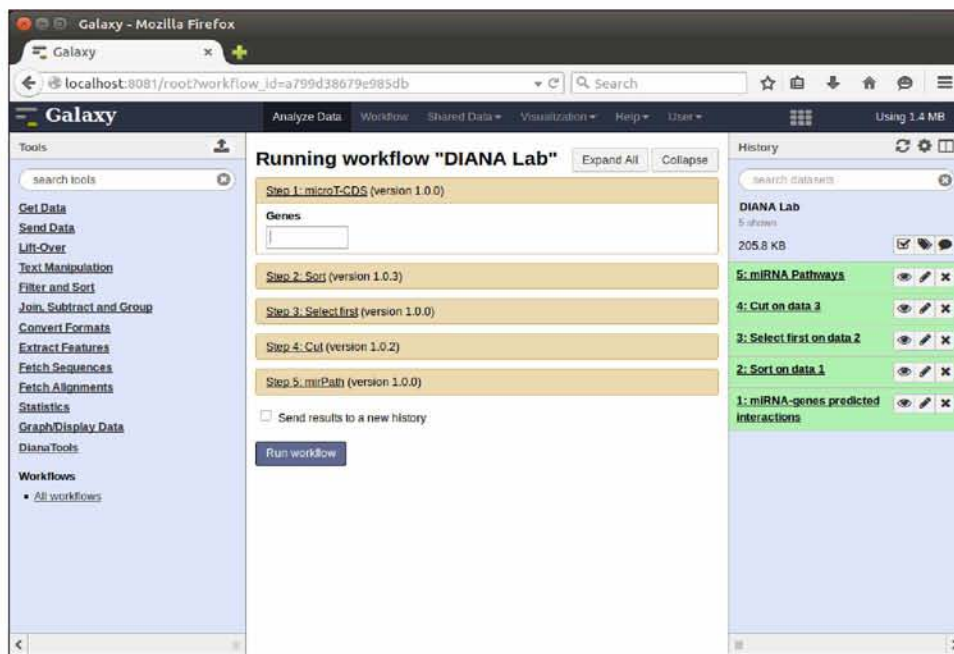 Galaxy - Mozilla Firefox
Galaxy
localhost:8081/root?workflow_id=a799d38679e985db
Search
Galaxy
Analyze Data Workflow Shared Data Visualization Help User
Using 1.4 MB
Tools
search tools
Get Data
Send Data
Lift-Over
Text Manipulation
Filter and Sort
Join, Subtract and Group
Convert Formats
Extract Features
Fetch Sequences
Fetch Alignments
Statistics
Graph/Display Data
DianaTools
Workflows
All workflows
Running workflow "DIANA Lab"
Expand All
Collapse
Step 1: microT-CDS (version 1.0.0)
Genes
Step 2: Sort (version 1.0.3)
Step 3: Select first (version 1.0.0)
Step 4: Cut (version 1.0.2)
Step 5: mirPath (version 1.0.0)
Send results to a new history
Run workflow
History
search datasets
DIANA Lab
5 shown
205.8 KB
5: miRNA Pathways
4: Cut on data 3
3: Select first on data 2
2: Sort on data 1
1: miRNA-genes predicted
interactions